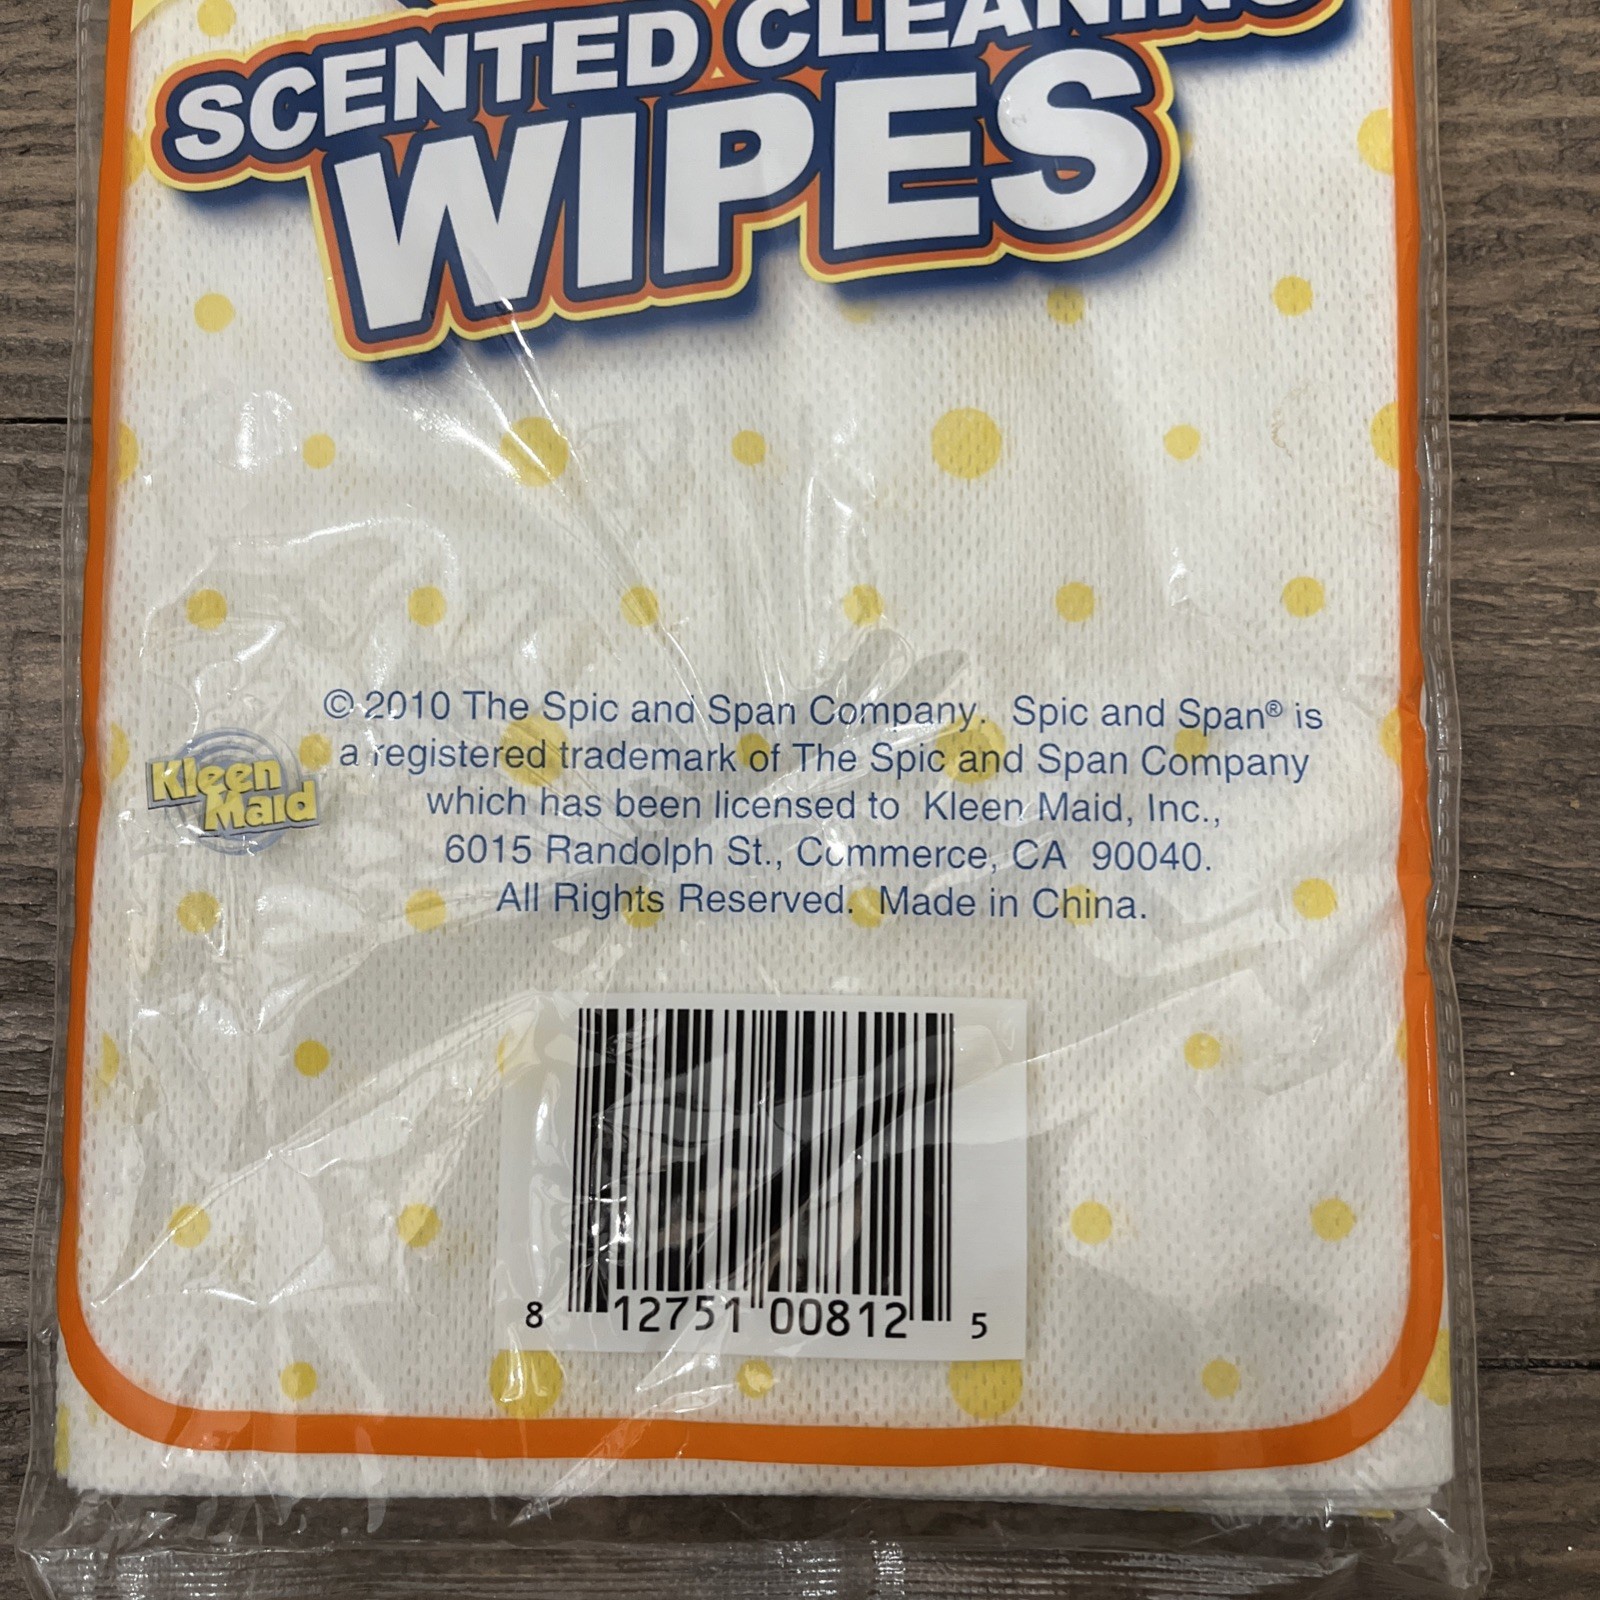 SCENTED CLEANING
WIPES
© 2010 The Spic and Span Company. Spic and Span® is
a registered trademark of The Spic and Span Company
which has been licensed to Kleen Maid, Inc.,
6015 Randolph St., Commerce, CA 90040.
All Rights Reserved. Made in China.
Kleen
Maid
8 12751 00812 5